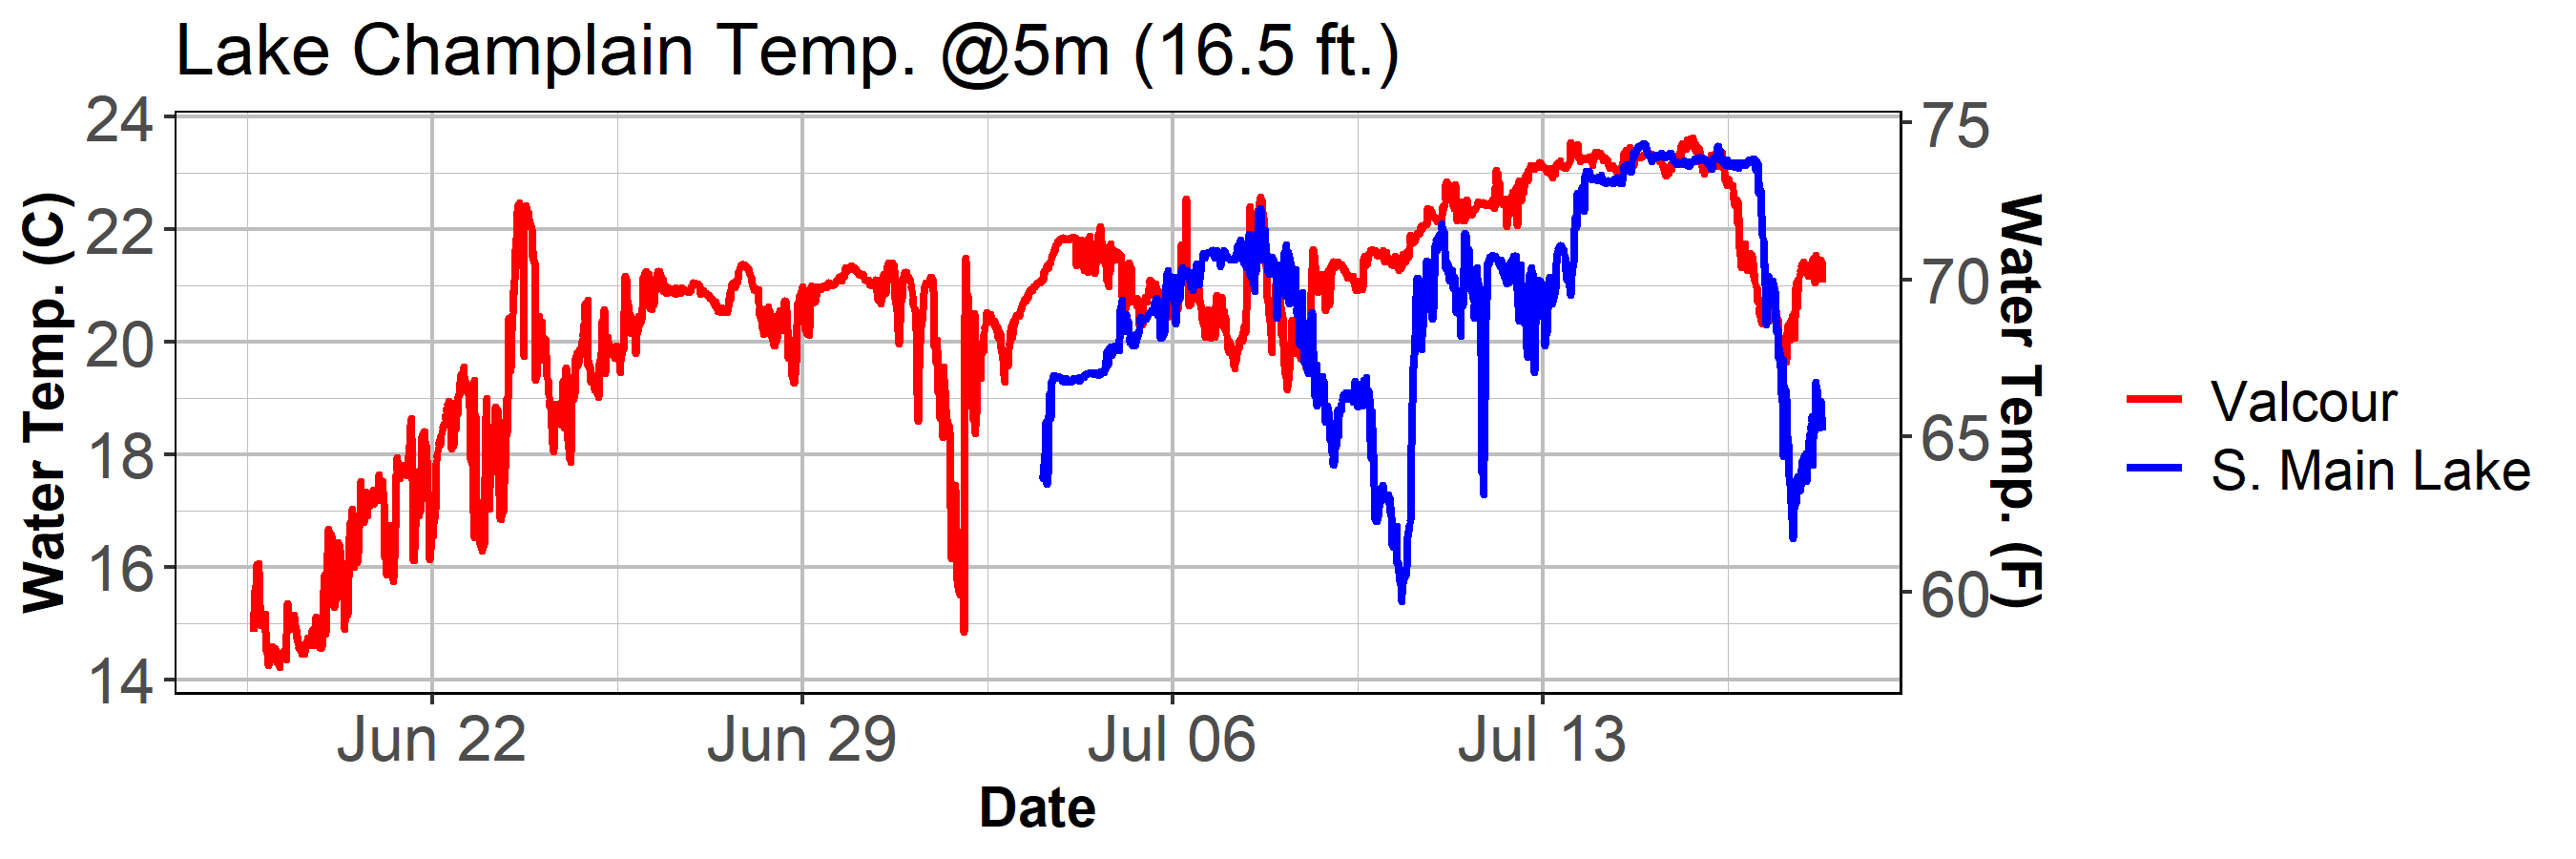 Lake Champlain Temp. @5m (16.5 ft.)
Water Temp. (C)
24
22
20
18
16
14
75
70
65
60
Water Temp. (F)
Jun 22
Jun 29
Jul 06
Jul 13
Date
Valcour
S. Main Lake